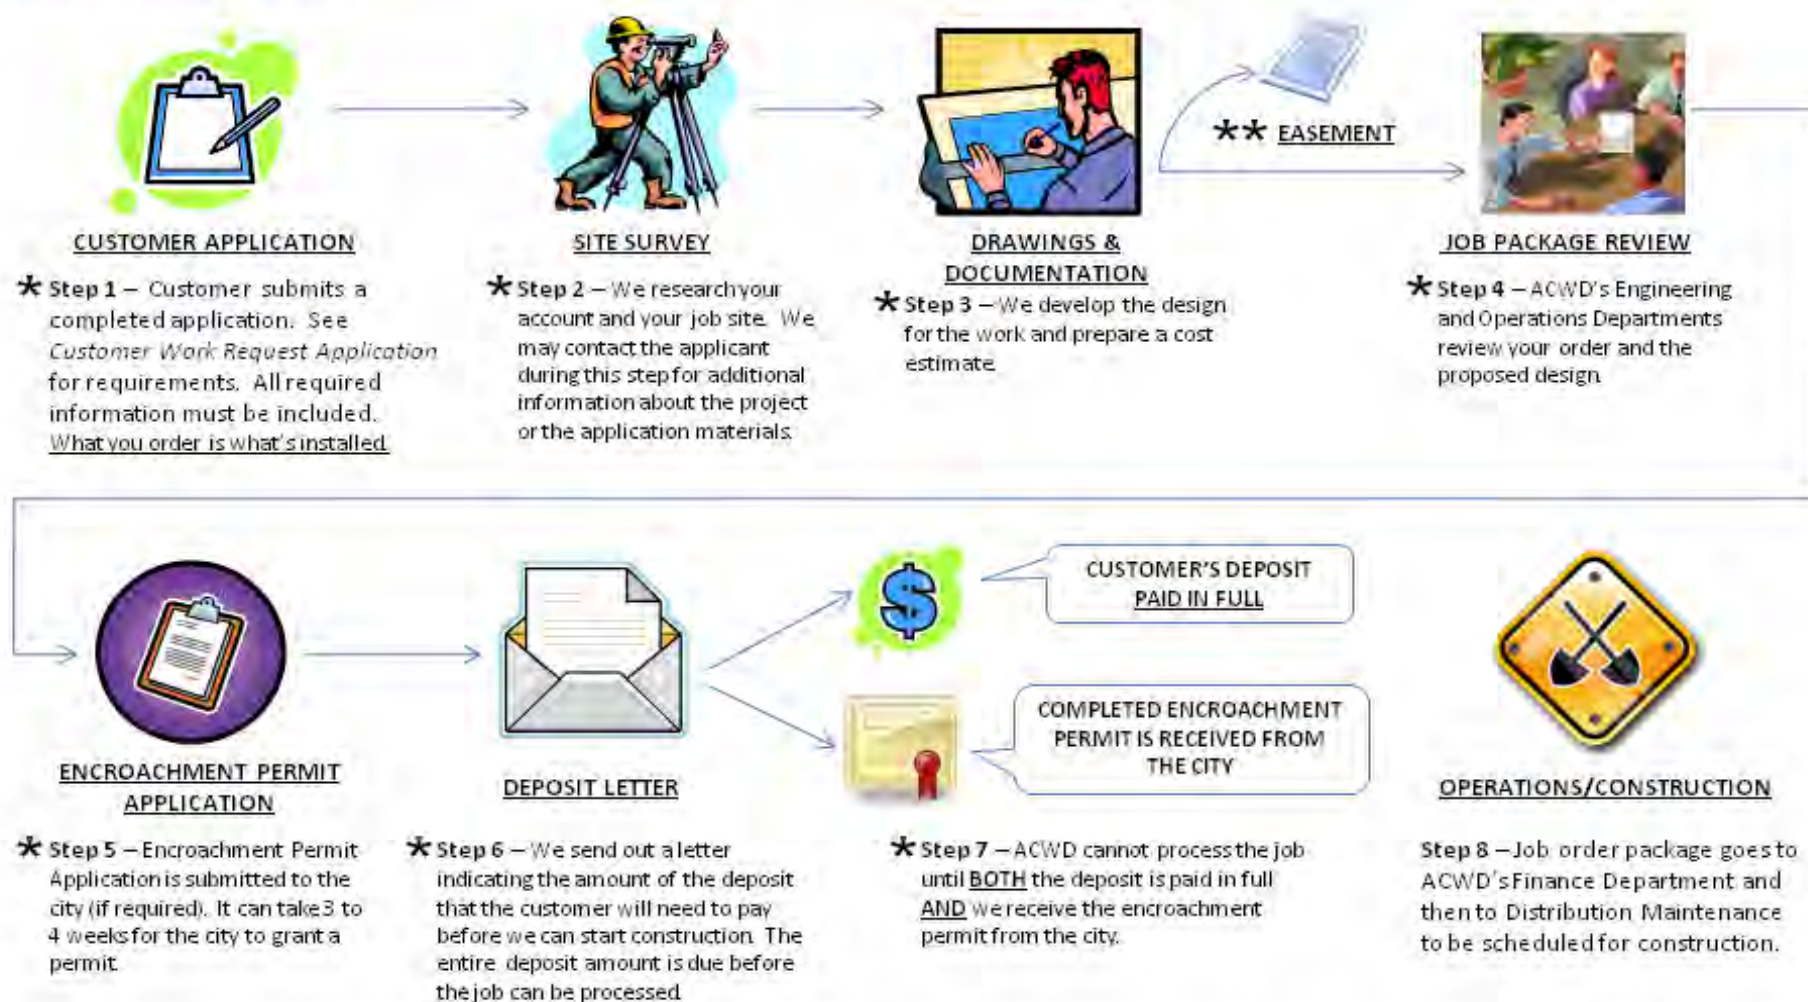 ** EASEMENT
CUSTOMER APPLICATION
* Step 1 – Customer submits a
completed application. See
Customer Work Request Application
for requirements. All required
information must be included.
What you order is what's installed.
SITE SURVEY
* Step 2 – We research your
account and your job site. We
may contact the applicant
during this step for additional
information about the project
or the application materials.
DRAWINGS &
DOCUMENTATION
* Step 3 – We develop the design
for the work and prepare a cost
estimate.
JOB PACKAGE REVIEW
* Step 4 – ACWD's Engineering
and Operations Departments
review your order and the
proposed design.
ENCROACHMENT PERMIT
APPLICATION
* Step 5 – Encroachment Permit
Application is submitted to the
city (if required). It can take 3 to
4 weeks for the city to grant a
permit.
DEPOSIT LETTER
* Step 6 – We send out a letter
indicating the amount of the deposit
that the customer will need to pay
before we can start construction. The
entire deposit amount is due before
the job can be processed.
$
CUSTOMER'S DEPOSIT
PAID IN FULL
COMPLETED ENCROACHMENT
PERMIT IS RECEIVED FROM
THE CITY
* Step 7 – ACWD cannot process the job
until BOTH the deposit is paid in full
AND we receive the encroachment
permit from the city.
OPERATIONS/CONSTRUCTION
Step 8 – Job order package goes to
ACWD's Finance Department and
then to Distribution Maintenance
to be scheduled for construction.